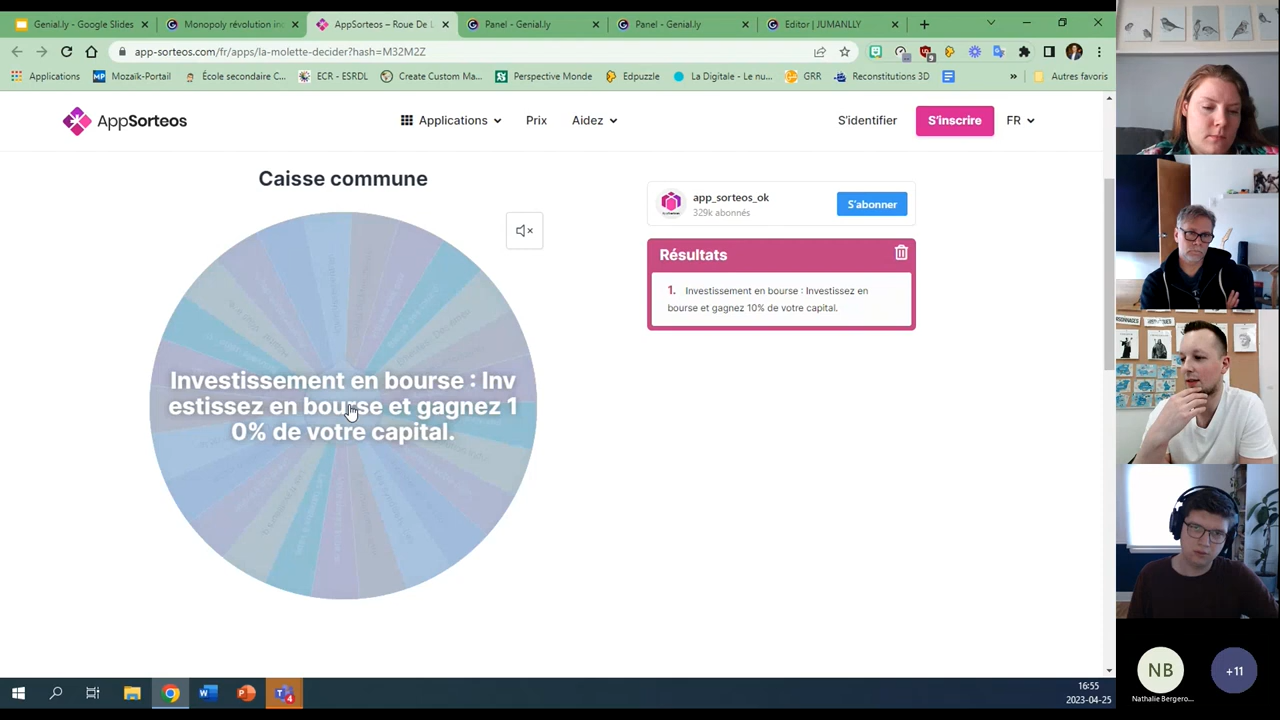 Genial.ly - Google Slides
Monopoly révolution in
AppSorteos – Roue De L
Panel - Genial.ly
Panel - Genial.ly
Editor | JUMANLLY
app-sorteos.com/fr/apps/la-molette-decider?hash=M32M2Z
Applications
Mozaïk-Portail
École secondaire C...
ECR - ESRDL
Create Custom Ma...
Perspective Monde
Edpuzzle
La Digitale - Le nu...
GRR
Reconstitutions 3D
»
Autres favoris
AppSorteos
Applications
Prix
Aidez
S'identifier
S'inscrire
FR
Caisse commune
app_sorteos_ok
329k abonnés
S'abonner
Résultats
1. Investissement en bourse : Investissez en
bourse et gagnez 10% de votre capital.
Investissement en bourse : Inv
estissez en bourse et gagnez 1
0% de votre capital.
NB
Nathalie Bergero...
+11
16:55
2023-04-25